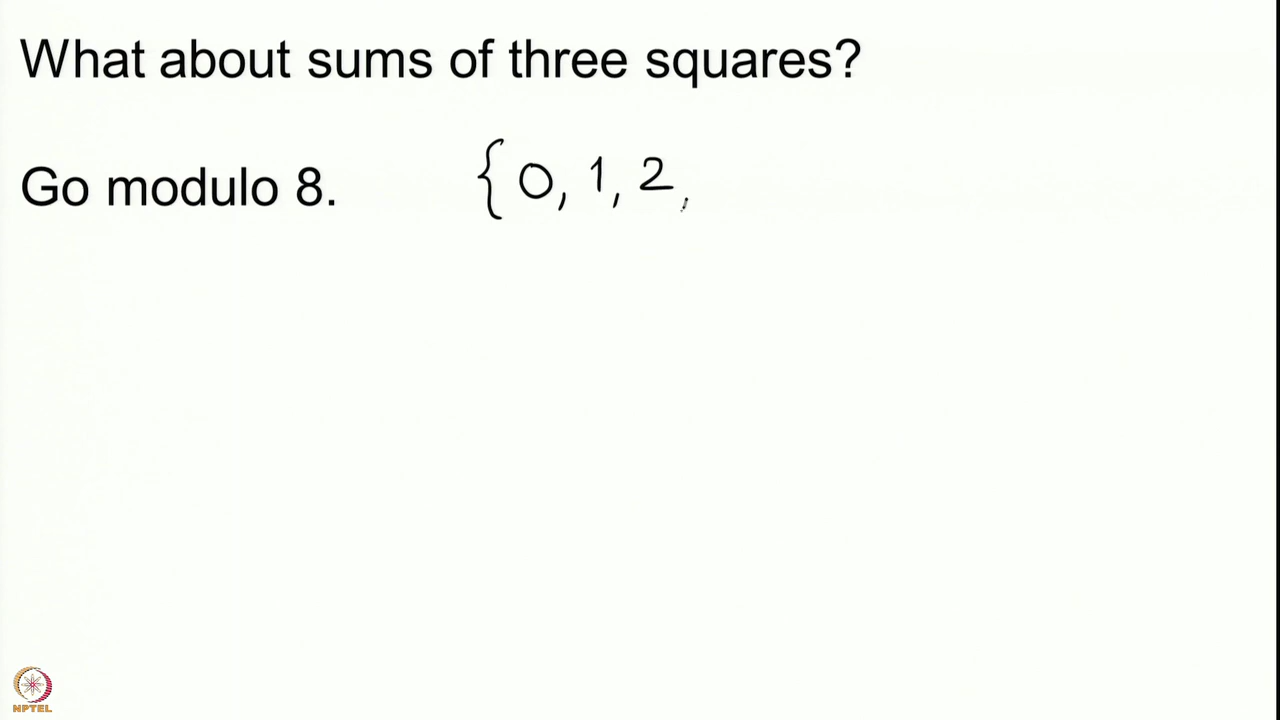 What about sums of three squares?
Go modulo 8. { 0, 1, 2,
NPTEL